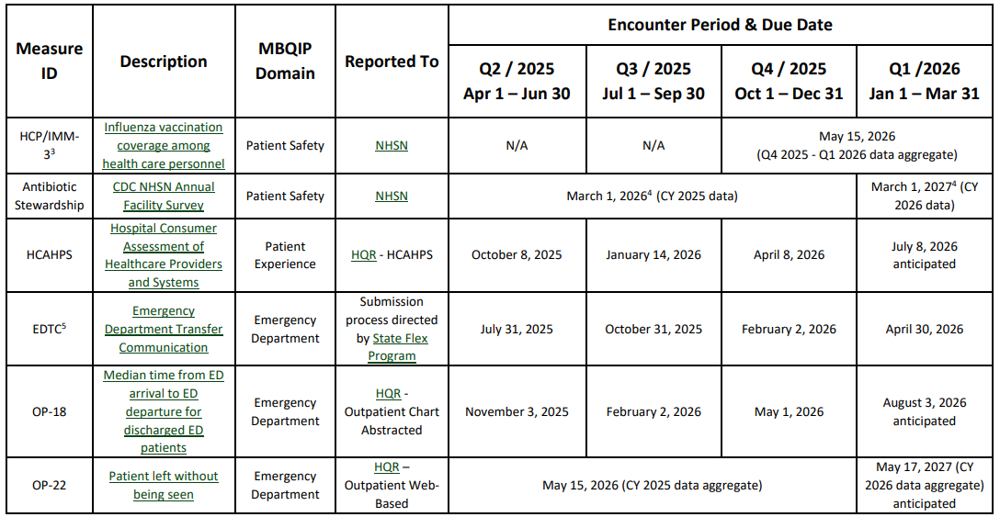 Measure
ID
Description
MBQIP
Domain
Reported To
Encounter Period & Due Date
Q2 / 2025
Apr 1 – Jun 30
Q3 / 2025
Jul 1 – Sep 30
Q4 / 2025
Oct 1 – Dec 31
Q1 /2026
Jan 1 – Mar 31
HCP/IMM-
3³
Influenza vaccination
coverage among
health care personnel
Patient Safety
NHSN
N/A
N/A
May 15, 2026
(Q4 2025 - Q1 2026 data aggregate)
Antibiotic
Stewardship
CDC NHSN Annual
Facility Survey
Patient Safety
NHSN
March 1, 2026⁴ (CY 2025 data)
March 1, 2027⁴ (CY
2026 data)
HCAHPS
Hospital Consumer
Assessment of
Healthcare Providers
and Systems
Patient
Experience
HQR - HCAHPS
October 8, 2025
January 14, 2026
April 8, 2026
July 8, 2026
anticipated
EDTC⁵
Emergency
Department Transfer
Communication
Emergency
Department
Submission
process directed
by State Flex
Program
July 31, 2025
October 31, 2025
February 2, 2026
April 30, 2026
OP-18
Median time from ED
arrival to ED
departure for
discharged ED
patients
Emergency
Department
HQR -
Outpatient Chart
Abstracted
November 3, 2025
February 2, 2026
May 1, 2026
August 3, 2026
anticipated
OP-22
Patient left without
being seen
Emergency
Department
HQR –
Outpatient Web-
Based
May 15, 2026 (CY 2025 data aggregate)
May 17, 2027 (CY
2026 data aggregate)
anticipated